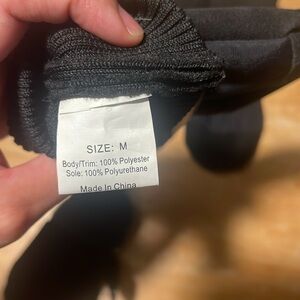 SIZE: M
Body/Trim: 100% Polyester
Sole: 100% Polyurethane
Made In China